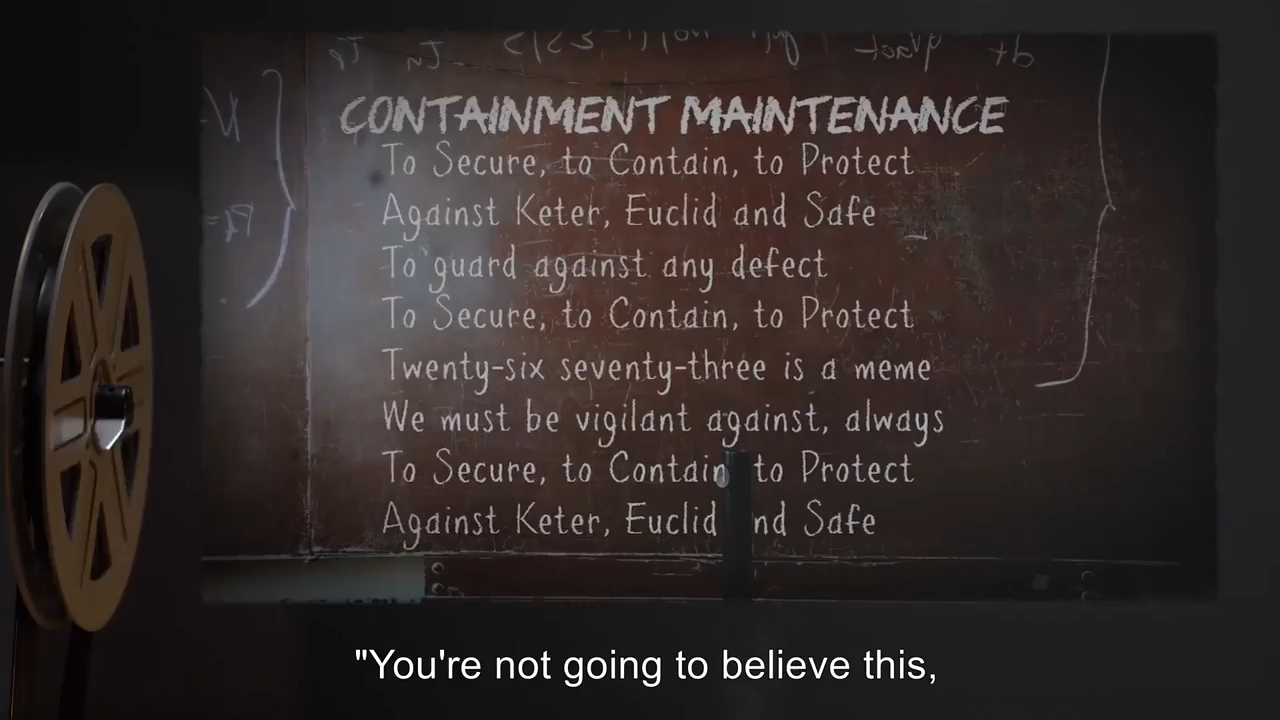 CONTAINMENT MAINTENANCE
To Secure, to Contain, to Protect
Against Keter, Euclid and Safe
To guard against any defect
To Secure, to Contain, to Protect
Twenty-six seventy-three is a meme
We must be vigilant against, always
To Secure, to Contain, to Protect
Against Keter, Euclid nd Safe
"You're not going to believe this,